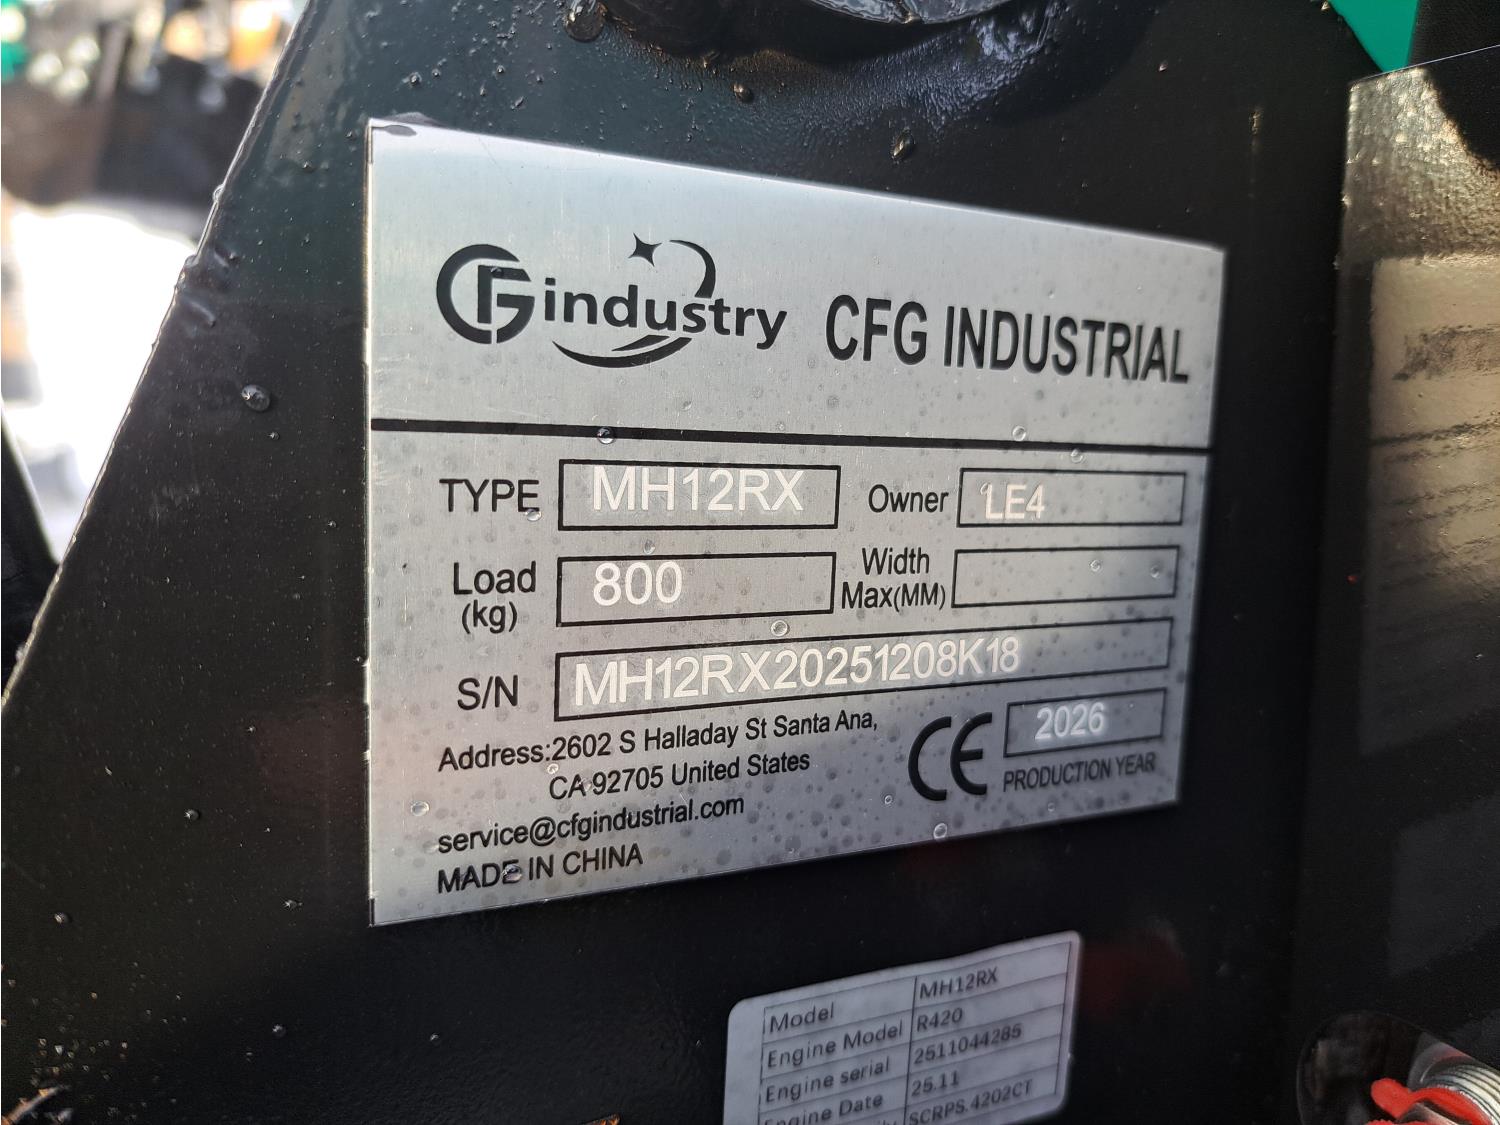 CFG industry CFG INDUSTRIAL
TYPE MH12RX Owner LE4
Load (kg) 800 Width Max(MM)
S/N MH12RX20251208K18
Address:2602 S Halladay St Santa Ana,
CA 92705 United States
service@cfgindustrial.com
MADE IN CHINA
CE 2026
PRODUCTION YEAR
Model MH12RX
Engine Model R420
Engine serial 2511044285
Engine Date 25.11
SCRPS.4202CT